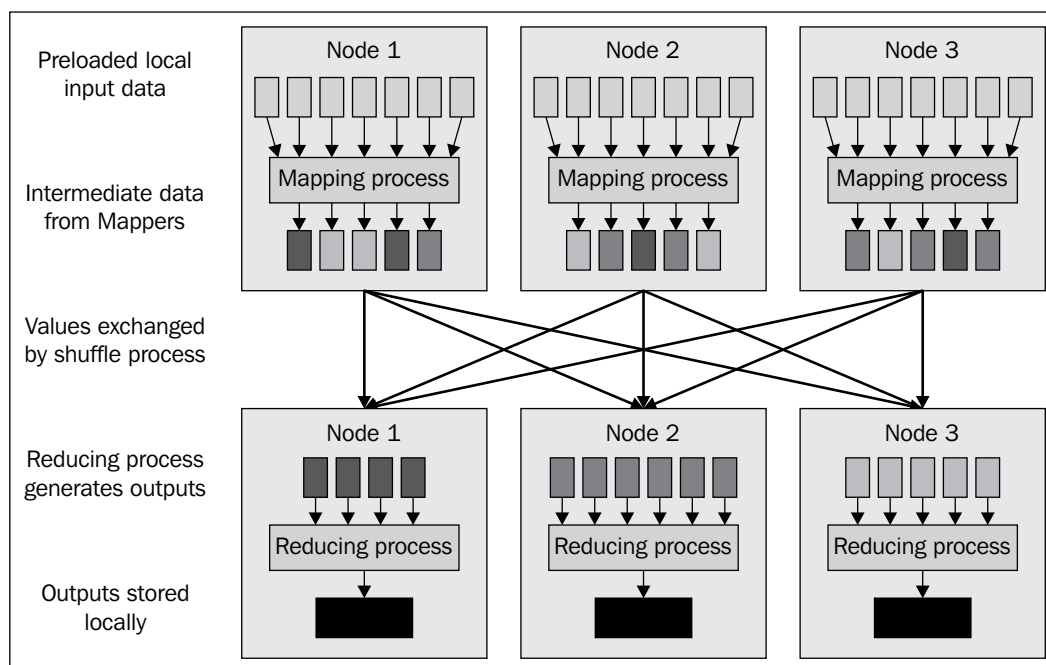 Preloaded local
input data
Node 1
Node 2
Node 3
Mapping process
Mapping process
Mapping process
Intermediate data
from Mappers
Values exchanged
by shuffle process
Node 1
Node 2
Node 3
Reducing process
generates outputs
Reducing process
Reducing process
Reducing process
Outputs stored
locally